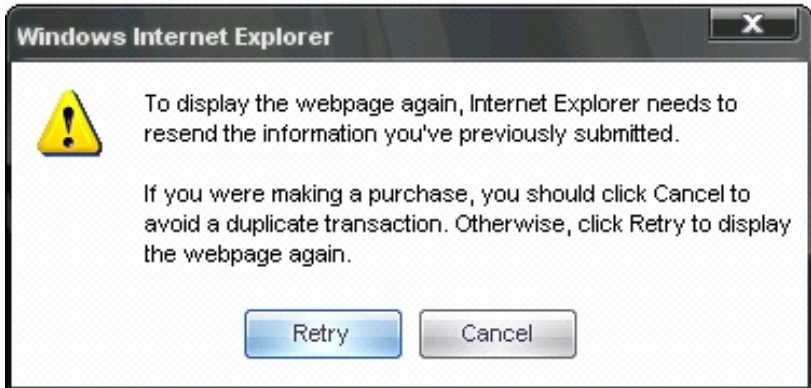 Windows Internet Explorer
To display the webpage again, Internet Explorer needs to
resend the information you've previously submitted.
If you were making a purchase, you should click Cancel to
avoid a duplicate transaction. Otherwise, click Retry to display
the webpage again.
Retry
Cancel